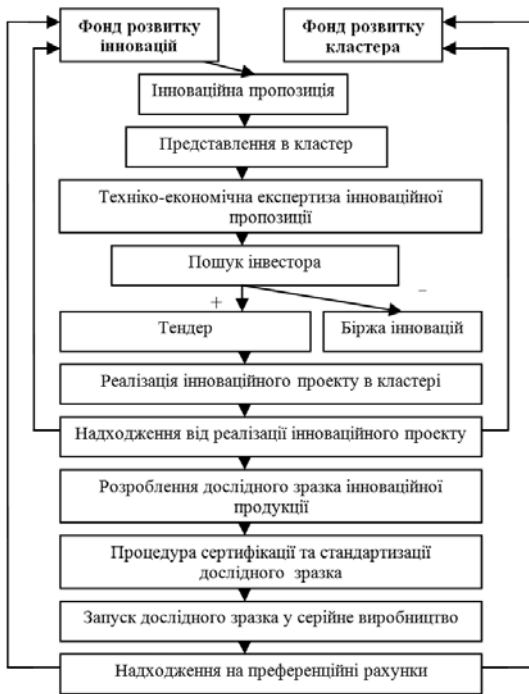 Фонд розвитку
інновацій
Фонд розвитку
кластера
Інноваційна пропозиція
Представлення в кластер
Техніко-економічна експертиза інноваційної
пропозиції
Пошук інвестора
+
–
Тендер
Біржа інновацій
Реалізація інноваційного проекту в кластері
Надходження від реалізації інноваційного проекту
Розроблення дослідного зразка інноваційної
продукції
Процедура сертифікації та стандартизації
дослідного зразка
Запуск дослідного зразка у серійне виробництво
Надходження на преференційні рахунки